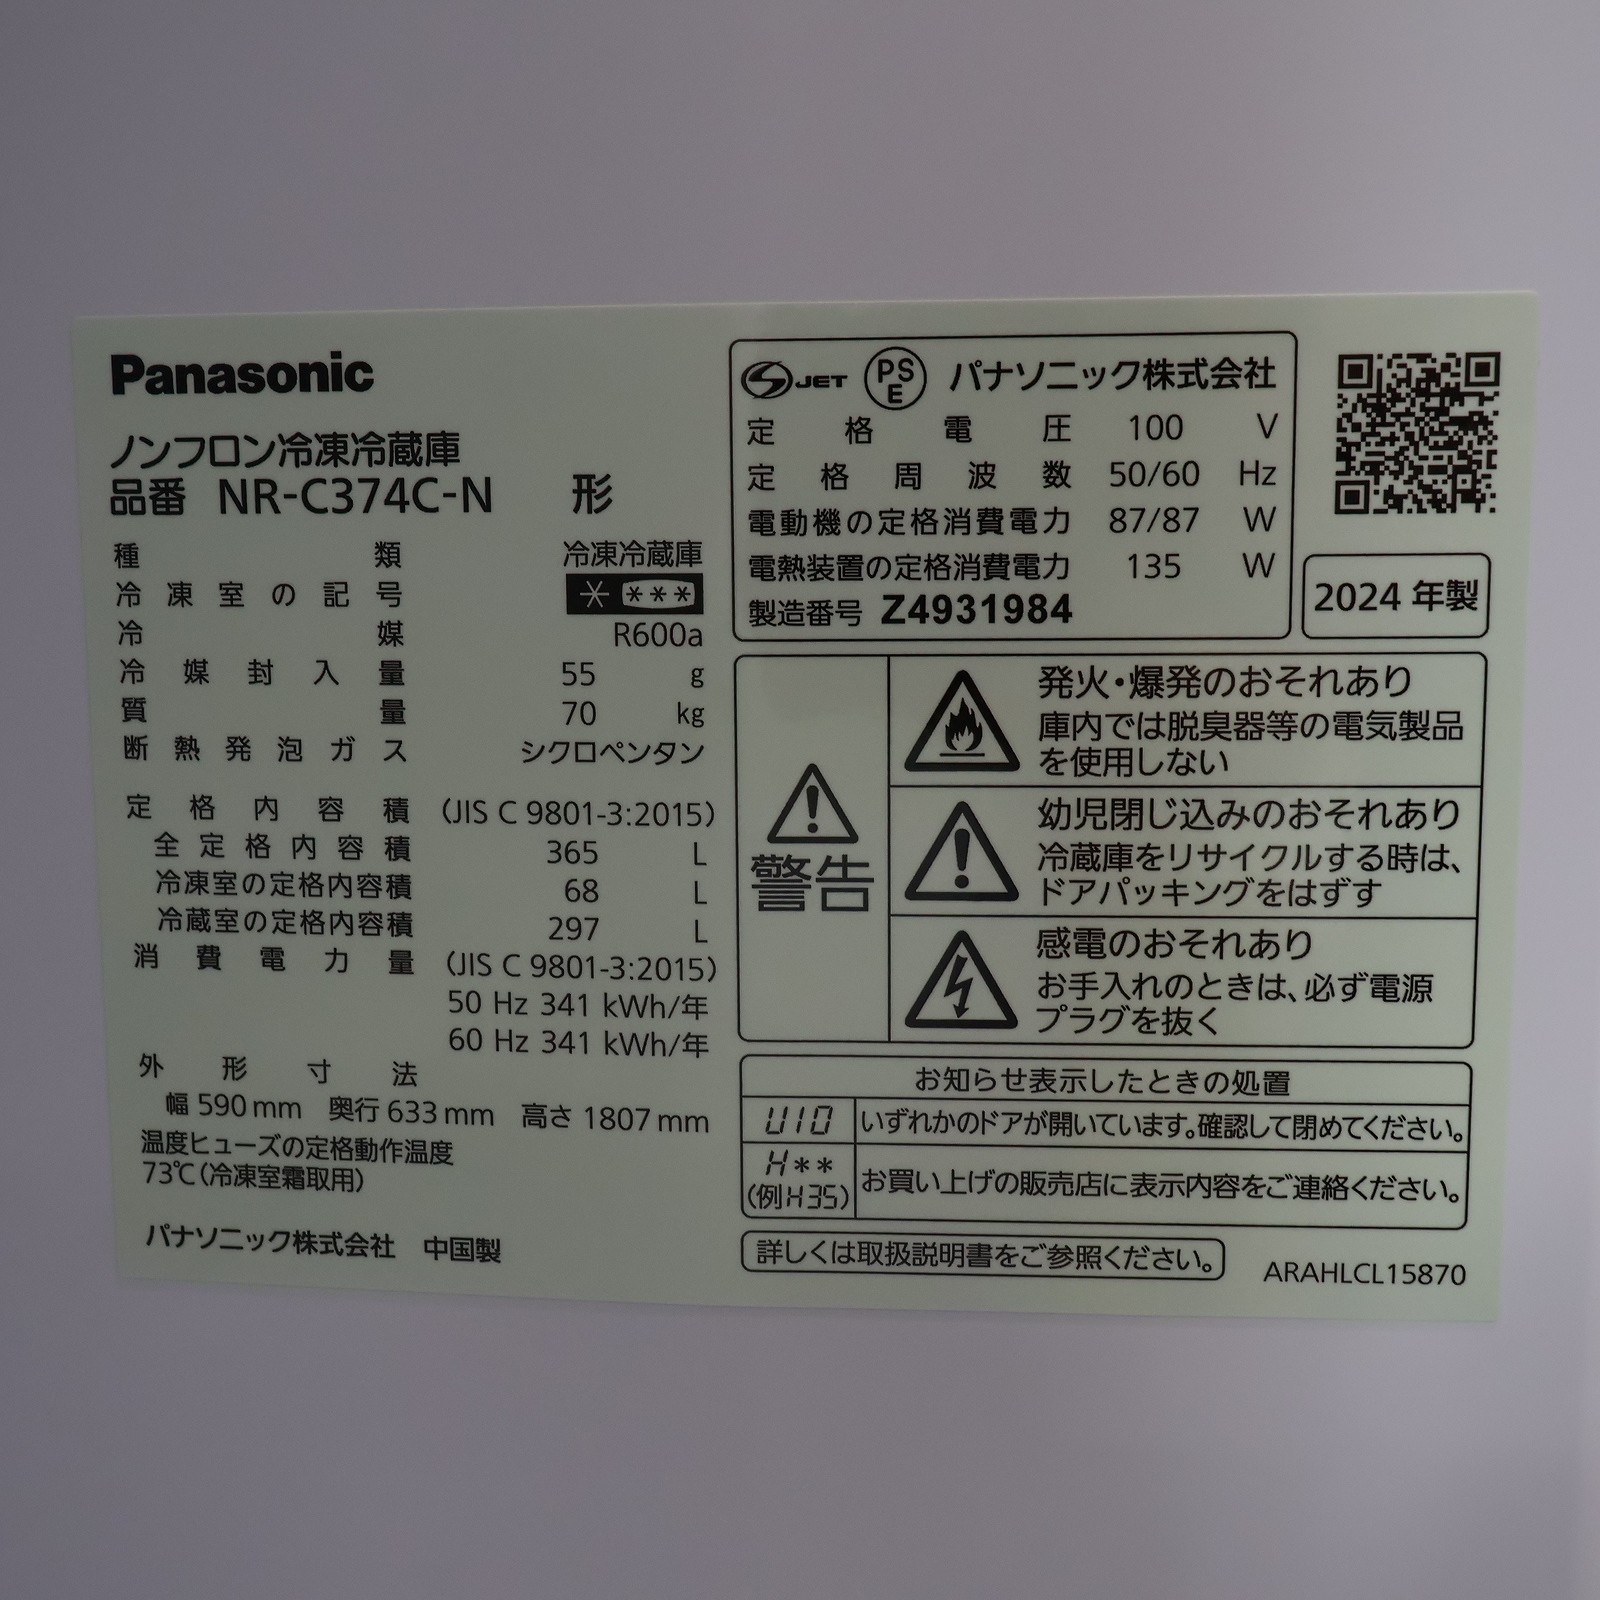 Panasonic
ノンフロン冷凍冷蔵庫
品番 NR-C374C-N 形
種類 冷凍冷蔵庫
冷凍室の記号 * ***
冷媒 R600a
冷媒封入量 55 g
質量 70 kg
断熱発泡ガス シクロペンタン
定格内容積 (JIS C 9801-3:2015)
全定格内容積 365 L
冷凍室の定格内容積 68 L
冷蔵室の定格内容積 297 L
消費電力量 (JIS C 9801-3:2015)
50 Hz 341 kWh/年
60 Hz 341 kWh/年
外形寸法
幅 590 mm 奥行 633 mm 高さ 1807 mm
温度ヒューズの定格動作温度
73℃(冷凍室霜取用)
パナソニック株式会社 中国製
S JET PSE パナソニック株式会社
定格電圧 100 V
定格周波数 50/60 Hz
電動機の定格消費電力 87/87 W
電熱装置の定格消費電力 135 W
製造番号 Z4931984
2024 年製
警告
発火・爆発のおそれあり
庫内では脱臭器等の電気製品
を使用しない
幼児閉じ込みのおそれあり
冷蔵庫をリサイクルする時は、
ドアパッキングをはずす
感電のおそれあり
お手入れのときは、必ず電源
プラグを抜く
お知らせ表示したときの処置
U10 いずれかのドアが開いています。確認して閉めてください。
H**
(例H35) お買い上げの販売店に表示内容をご連絡ください。
詳しくは取扱説明書をご参照ください。
ARAHLCL15870